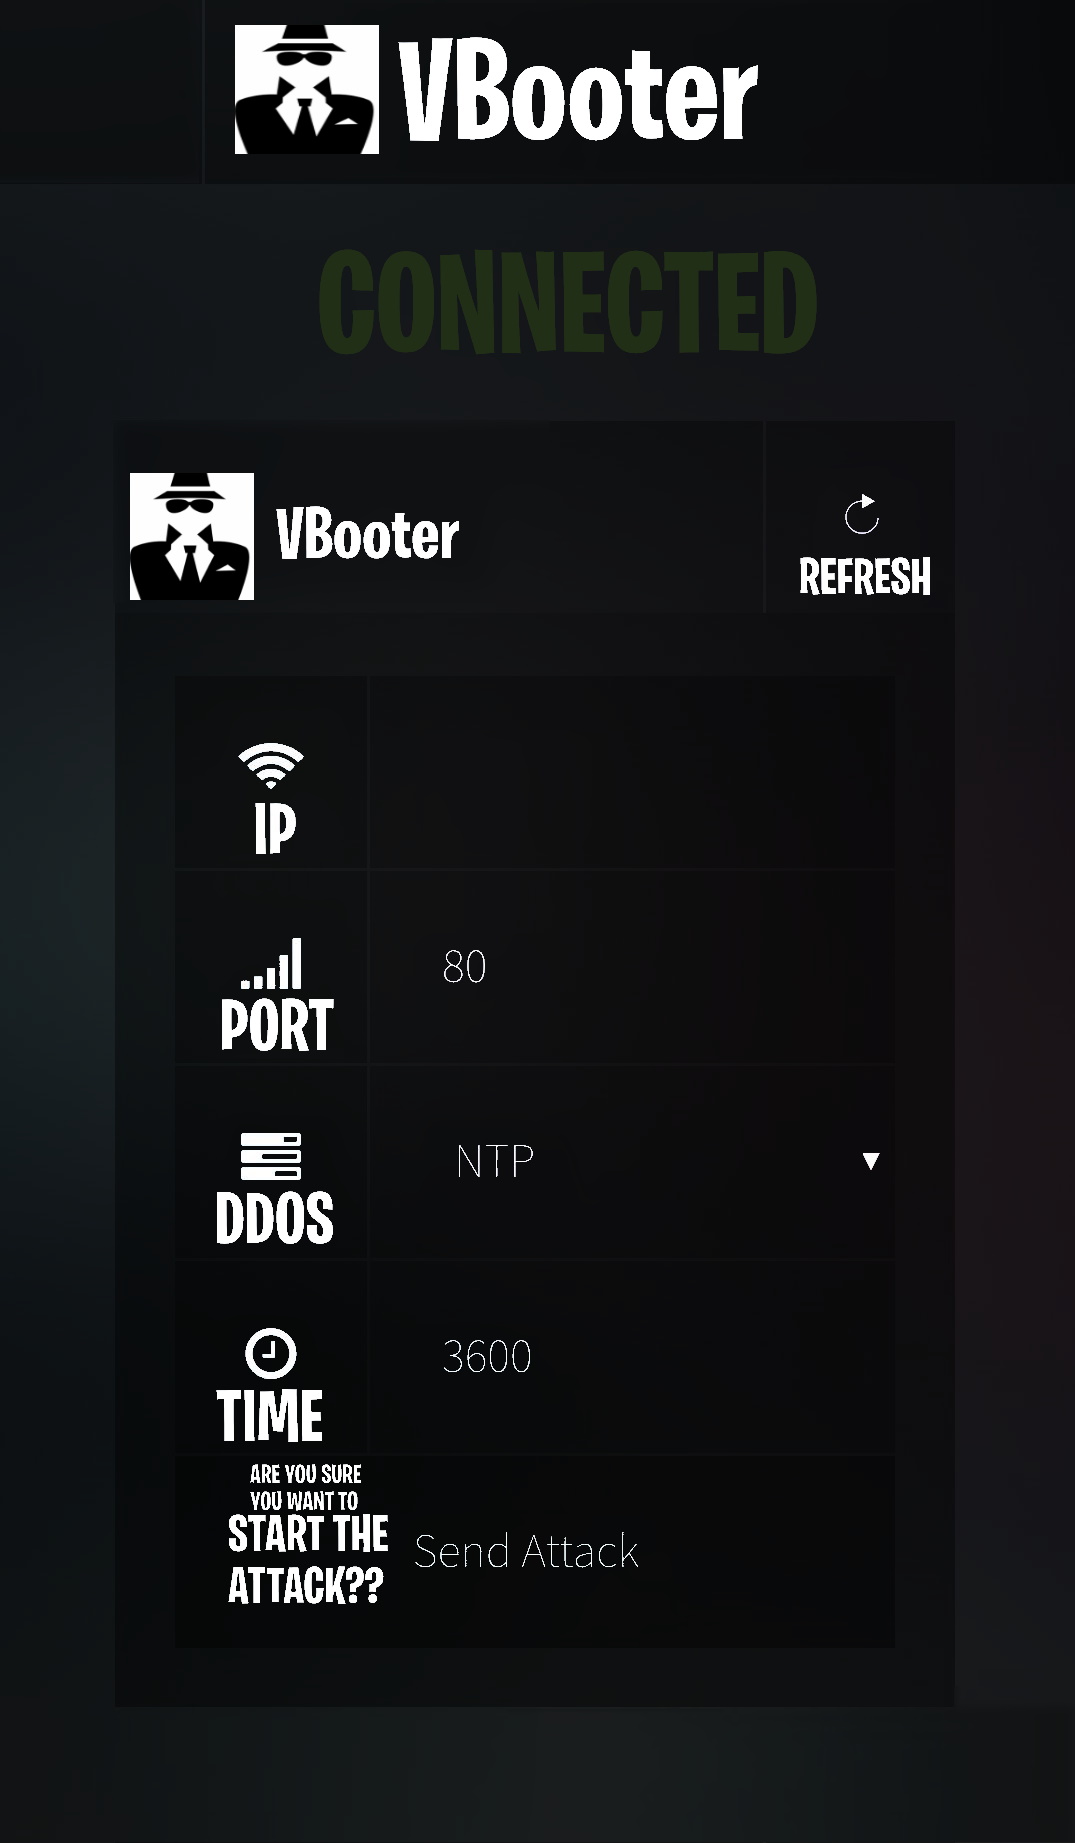 VBooter
CONNECTED
VBooter
REFRESH
IP
PORT
80
DDOS
NTP
TIME
3600
ARE YOU SURE
YOU WANT TO
START THE
ATTACK??
Send Attack